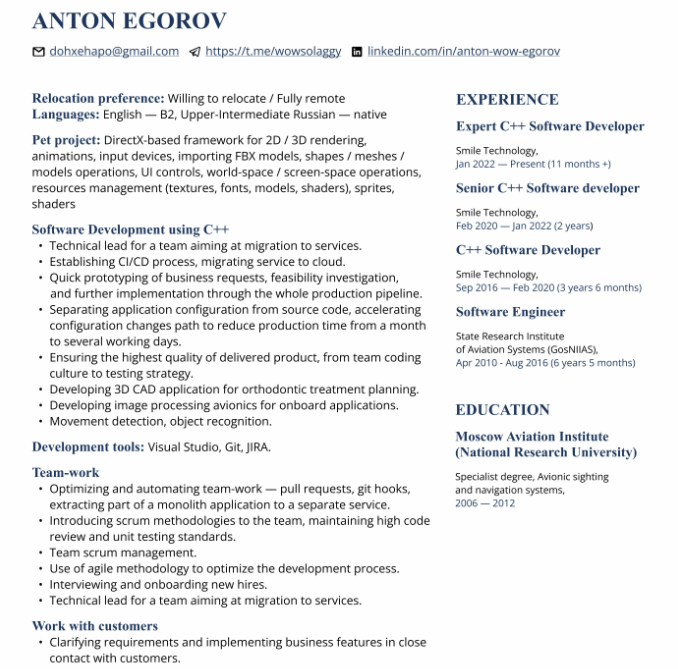 ANTON EGOROV
dohxehapo@gmail.com https://t.me/wowsolaggy linkedin.com/in/anton-wow-egorov
Relocation preference: Willing to relocate / Fully remote
Languages: English — B2, Upper-Intermediate Russian — native
Pet project: DirectX-based framework for 2D / 3D rendering,
animations, input devices, importing FBX models, shapes / meshes /
models operations, UI controls, world-space / screen-space operations,
resources management (textures, fonts, models, shaders), sprites,
shaders
Software Development using C++
• Technical lead for a team aiming at migration to services.
• Establishing CI/CD process, migrating service to cloud.
• Quick prototyping of business requests, feasibility investigation,
and further implementation through the whole production pipeline.
• Separating application configuration from source code, accelerating
configuration changes path to reduce production time from a month
to several working days.
• Ensuring the highest quality of delivered product, from team coding
culture to testing strategy.
• Developing 3D CAD application for orthodontic treatment planning.
• Developing image processing avionics for onboard applications.
• Movement detection, object recognition.
Development tools: Visual Studio, Git, JIRA.
Team-work
• Optimizing and automating team-work — pull requests, git hooks,
extracting part of a monolith application to a separate service.
• Introducing scrum methodologies to the team, maintaining high code
review and unit testing standards.
• Team scrum management.
• Use of agile methodology to optimize the development process.
• Interviewing and onboarding new hires.
• Technical lead for a team aiming at migration to services.
Work with customers
• Clarifying requirements and implementing business features in close
contact with customers.
EXPERIENCE
Expert C++ Software Developer
Smile Technology,
Jan 2022 — Present (11 months +)
Senior C++ Software developer
Smile Technology,
Feb 2020 — Jan 2022 (2 years)
C++ Software Developer
Smile Technology,
Sep 2016 — Feb 2020 (3 years 6 months)
Software Engineer
State Research Institute
of Aviation Systems (GosNIIAS),
Apr 2010 - Aug 2016 (6 years 5 months)
EDUCATION
Moscow Aviation Institute
(National Research University)
Specialist degree, Avionic sighting
and navigation systems,
2006 — 2012